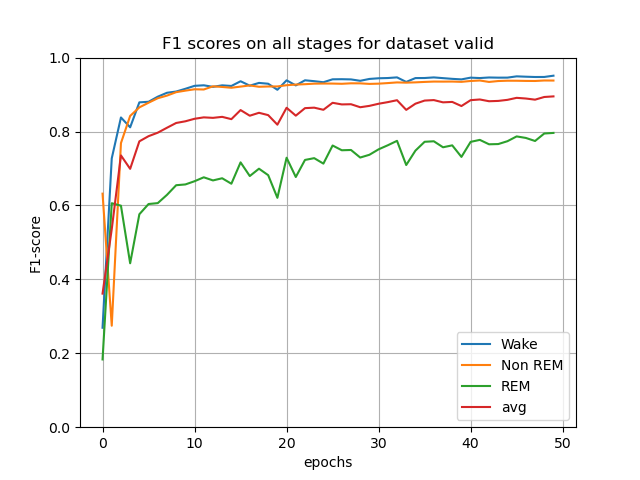 F1 scores on all stages for dataset valid
1.0
0.8
0.6
0.4
0.2
0.0
F1-score
0 10 20 30 40 50
epochs
Wake
Non REM
REM
avg